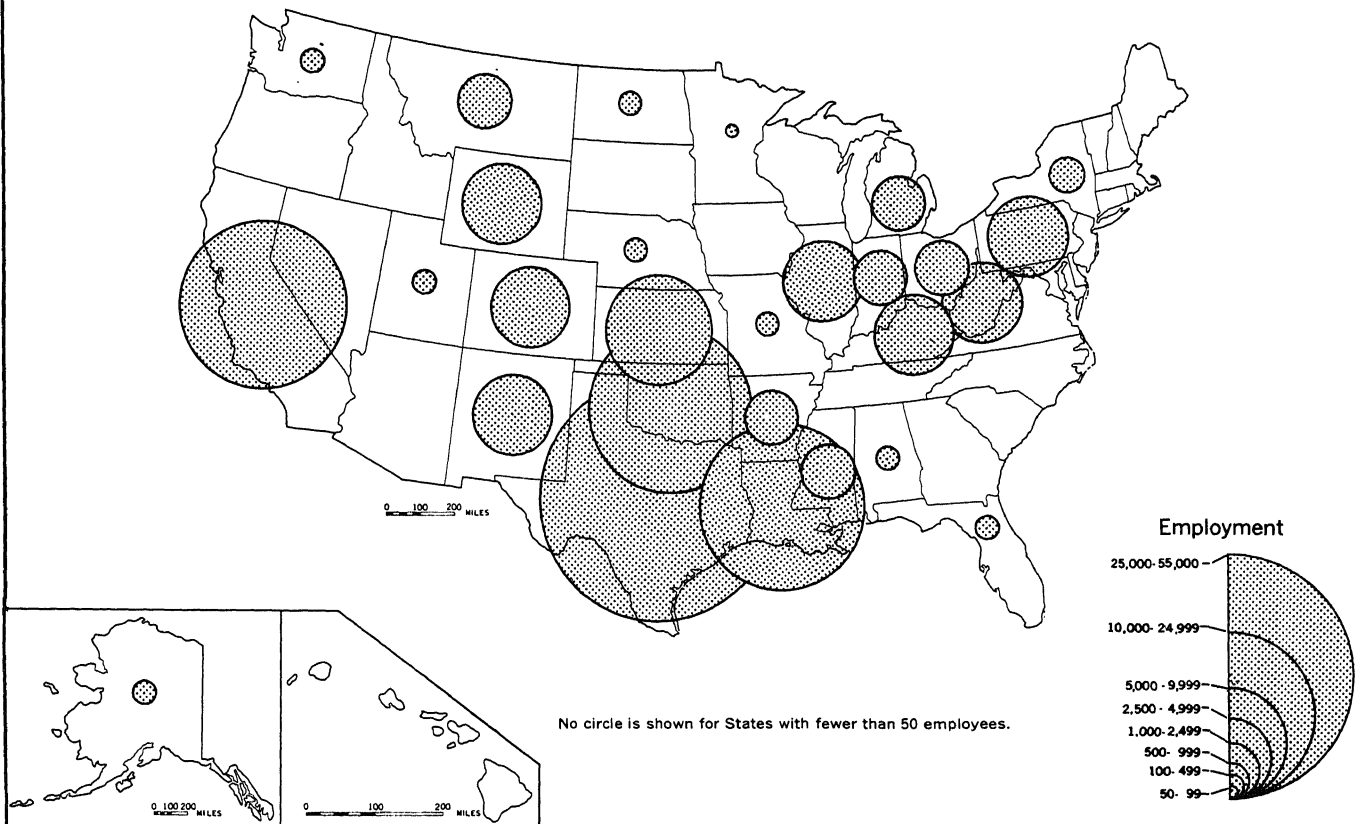 0 100 200 MILES
Employment
25,000-55,000
10,000- 24,999
5,000 - 9,999
2,500 - 4,999
1,000- 2,499
500- 999
100- 499
50- 99
No circle is shown for States with fewer than 50 employees.
0 100 200 MILES
0 100 200 MILES